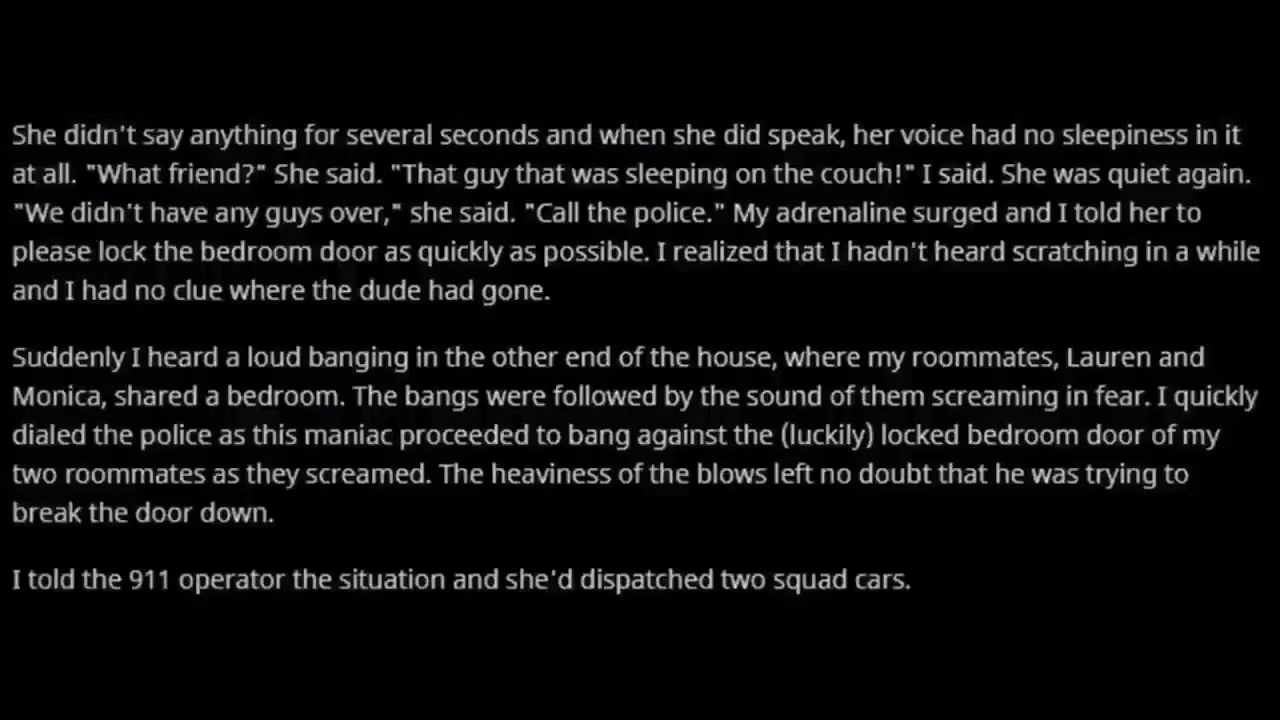 She didn't say anything for several seconds and when she did speak, her voice had no sleepiness in it
at all. "What friend?" She said. "That guy that was sleeping on the couch!" I said. She was quiet again.
"We didn't have any guys over," she said. "Call the police." My adrenaline surged and I told her to
please lock the bedroom door as quickly as possible. I realized that I hadn't heard scratching in a while
and I had no clue where the dude had gone.
Suddenly I heard a loud banging in the other end of the house, where my roommates, Lauren and
Monica, shared a bedroom. The bangs were followed by the sound of them screaming in fear. I quickly
dialed the police as this maniac proceeded to bang against the (luckily) locked bedroom door of my
two roommates as they screamed. The heaviness of the blows left no doubt that he was trying to
break the door down.
I told the 911 operator the situation and she'd dispatched two squad cars.